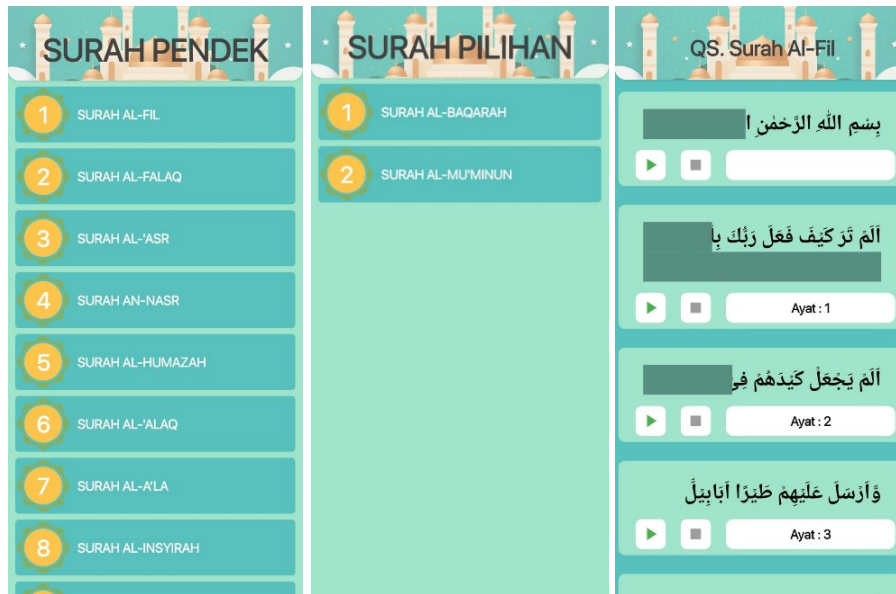 SURAH PENDEK
1 SURAH AL-FIL
2 SURAH AL-FALAQ
3 SURAH AL-'ASR
4 SURAH AN-NASR
5 SURAH AL-HUMAZAH
6 SURAH AL-'ALAQ
7 SURAH AL-A'LA
8 SURAH AL-INSYIRAH
SURAH PILIHAN
1 SURAH AL-BAQARAH
2 SURAH AL-MU'MINUN
QS. Surah Al-Fil
بِسْمِ اللّٰهِ الرَّحْمٰنِ ا
اَلَمْ تَرَ كَيْفَ فَعَلَ رَبُّكَ بِاَ
Ayat : 1
اَلَمْ يَجْعَلْ كَيْدَهُمْ فِيْ
Ayat : 2
وَّاَرْسَلَ عَلَيْهِمْ طَيْرًا اَبَابِيْلَۙ
Ayat : 3